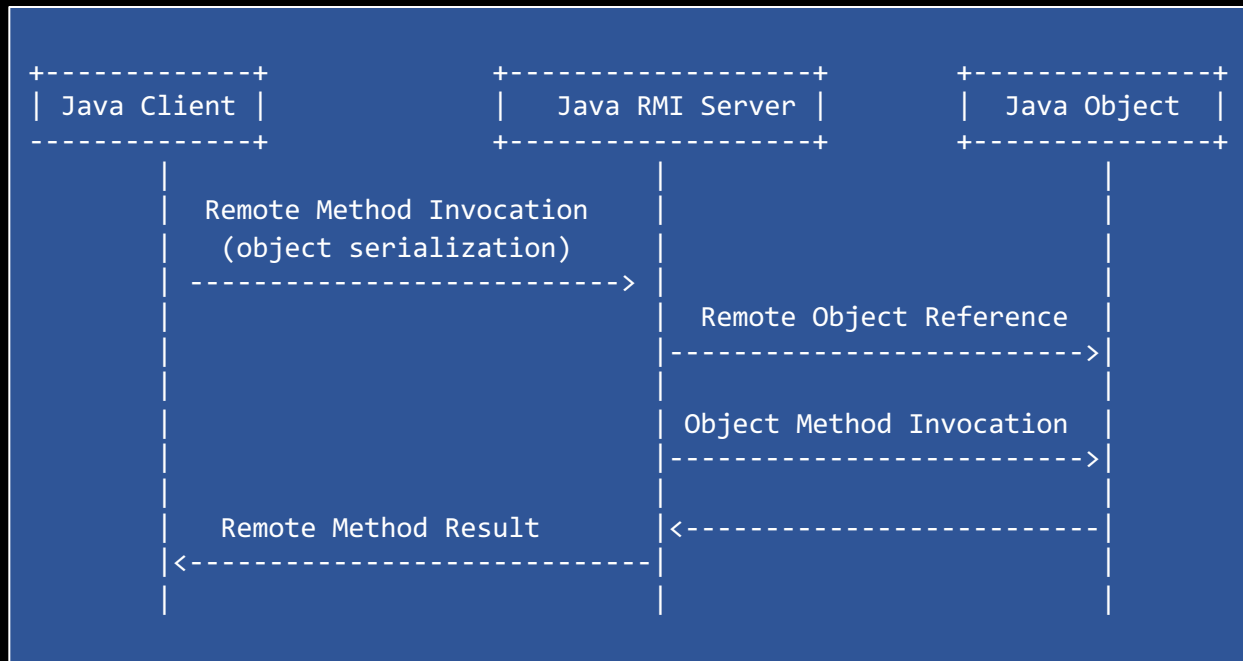 +--------------+ +-------------------+ +---------------+
| Java Client | | Java RMI Server | | Java Object |
--------------+ +-------------------+ +---------------+
| | |
| Remote Method Invocation | |
| (object serialization) | |
| ---------------------------> | |
| | Remote Object Reference |
| |-------------------------->|
| | |
| | Object Method Invocation |
| |-------------------------->|
| | |
| Remote Method Result |<--------------------------|
|<-----------------------------| |
| | |